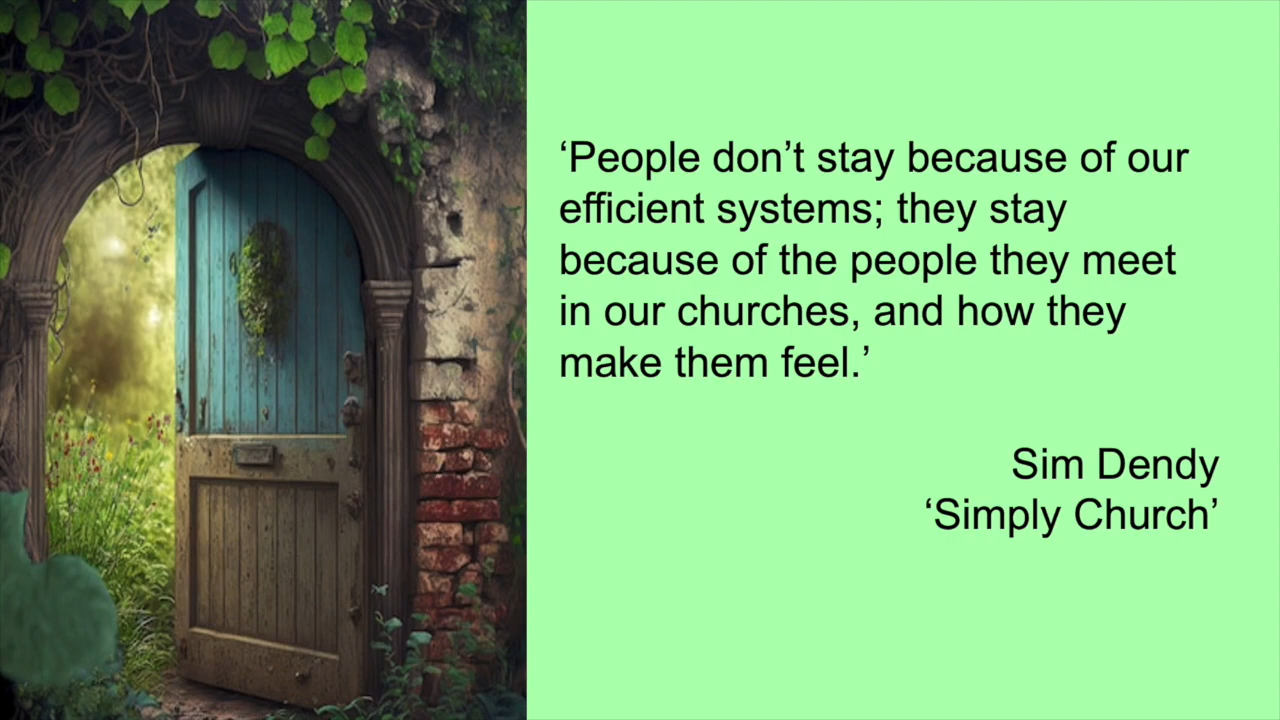 ‘People don’t stay because of our
efficient systems; they stay
because of the people they meet
in our churches, and how they
make them feel.’
Sim Dendy
‘Simply Church’